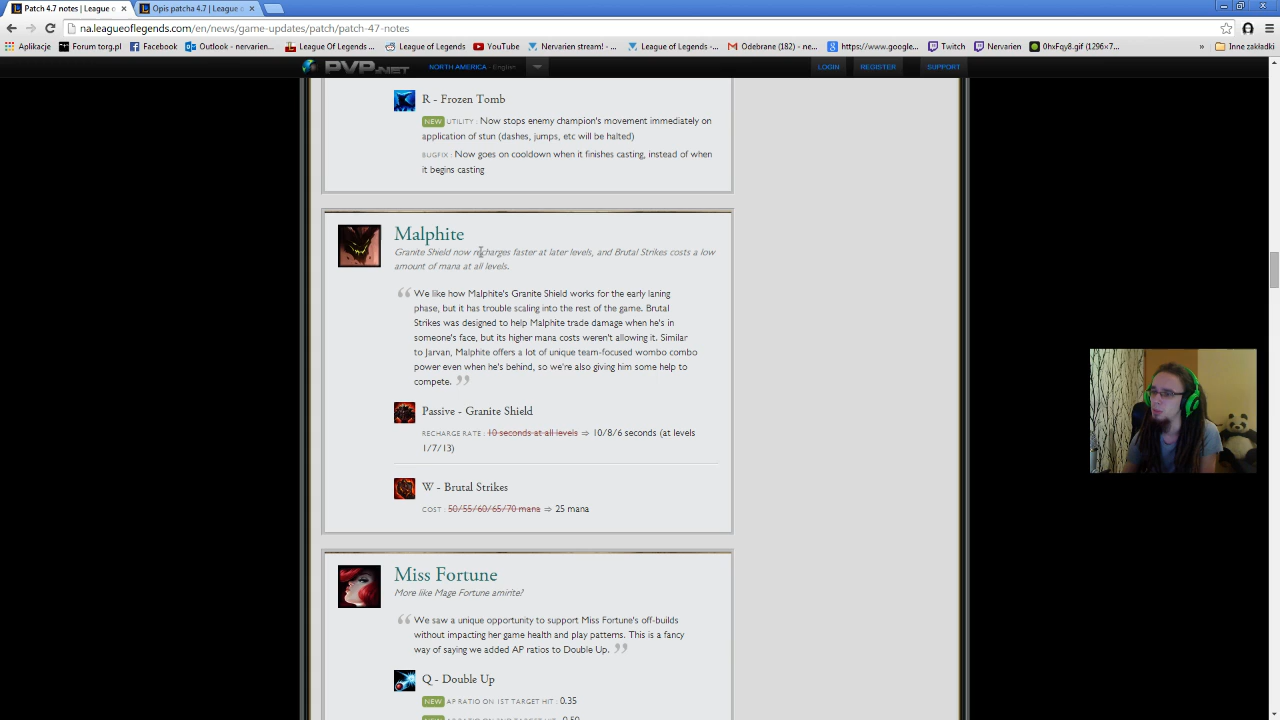 Patch 4.7 notes | League o
Opis patcha 4.7 | League o
na.leagueoflegends.com/en/news/game-updates/patch/patch-47-notes
Aplikacje Forum torg.pl Facebook Outlook - nervarien... League Of Legends ... League of Legends YouTube Nervarien stream! -... League of Legends -... Odebrane (182) - ne... https://www.google... Twitch Nervarien 0hxFqy8.gif (1296×7... » Inne zakładki
PVP.NET NORTH AMERICA - English LOGIN REGISTER SUPPORT
R - Frozen Tomb
NEW UTILITY : Now stops enemy champion's movement immediately on
application of stun (dashes, jumps, etc will be halted)
BUGFIX : Now goes on cooldown when it finishes casting, instead of when
it begins casting
Malphite
Granite Shield now recharges faster at later levels, and Brutal Strikes costs a low
amount of mana at all levels.
“ We like how Malphite's Granite Shield works for the early laning
phase, but it has trouble scaling into the rest of the game. Brutal
Strikes was designed to help Malphite trade damage when he's in
someone's face, but its higher mana costs weren't allowing it. Similar
to Jarvan, Malphite offers a lot of unique team-focused wombo combo
power even when he's behind, so we're also giving him some help to
compete. ”
Passive - Granite Shield
RECHARGE RATE : 10 seconds at all levels ⇒ 10/8/6 seconds (at levels
1/7/13)
W - Brutal Strikes
COST : 50/55/60/65/70 mana ⇒ 25 mana
Miss Fortune
More like Mage Fortune amirite?
“ We saw a unique opportunity to support Miss Fortune's off-builds
without impacting her game health and play patterns. This is a fancy
way of saying we added AP ratios to Double Up. ”
Q - Double Up
NEW AP RATIO ON 1ST TARGET HIT : 0.35